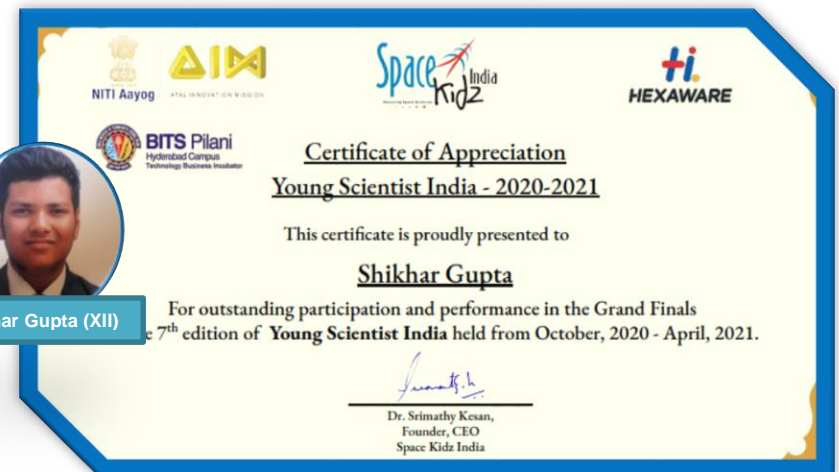 NITI Aayog
AIM
ATAL INNOVATION MISSION
Space Kidz India
HEXAWARE
BITS Pilani
Hyderabad Campus
Technology Business Incubator
Certificate of Appreciation
Young Scientist India - 2020-2021
This certificate is proudly presented to
Shikhar Gupta
For outstanding participation and performance in the Grand Finals
e 7th edition of Young Scientist India held from October, 2020 - April, 2021.
ar Gupta (XII)
Dr. Srimathy Kesan,
Founder, CEO
Space Kidz India